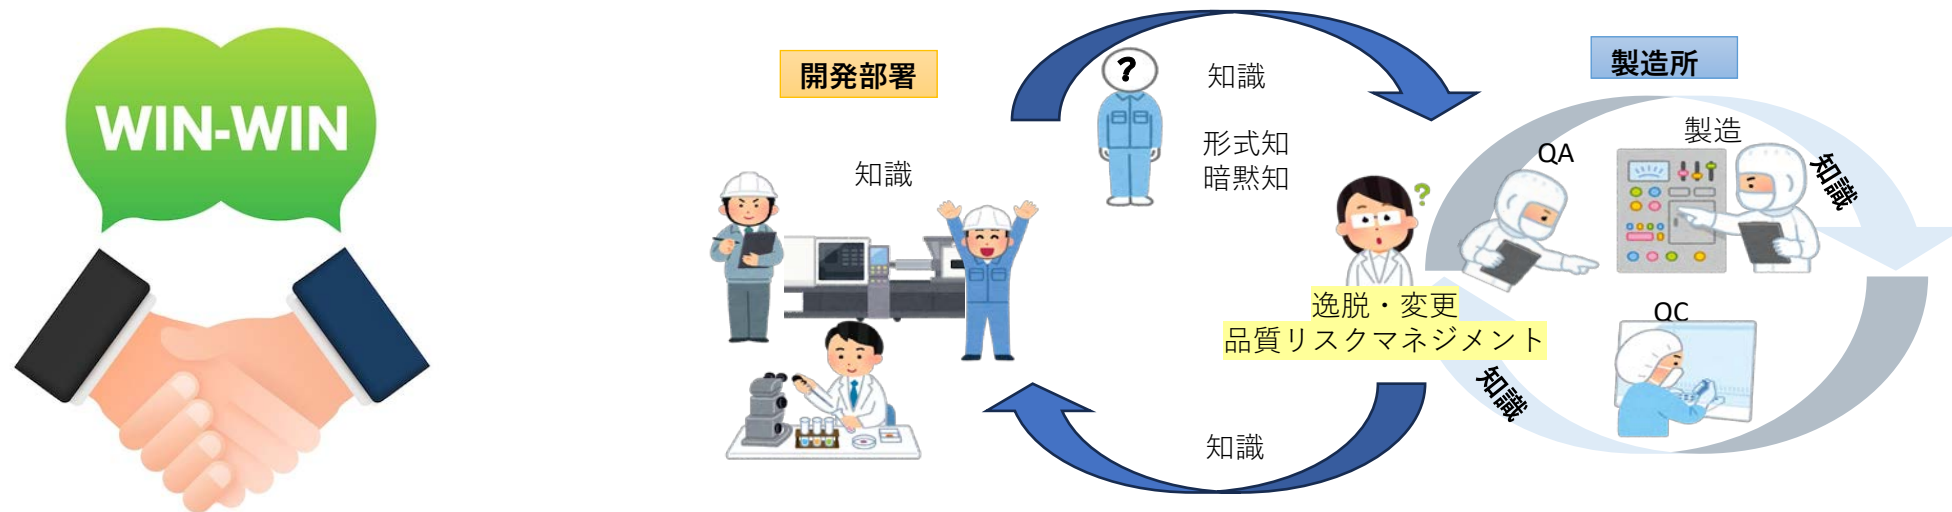 WIN-WIN
開発部署
知識
?
知識
形式知
暗黙知
製造所
QA
製造
知識
?
逸脱・変更
品質リスクマネジメント
QC
知識
知識